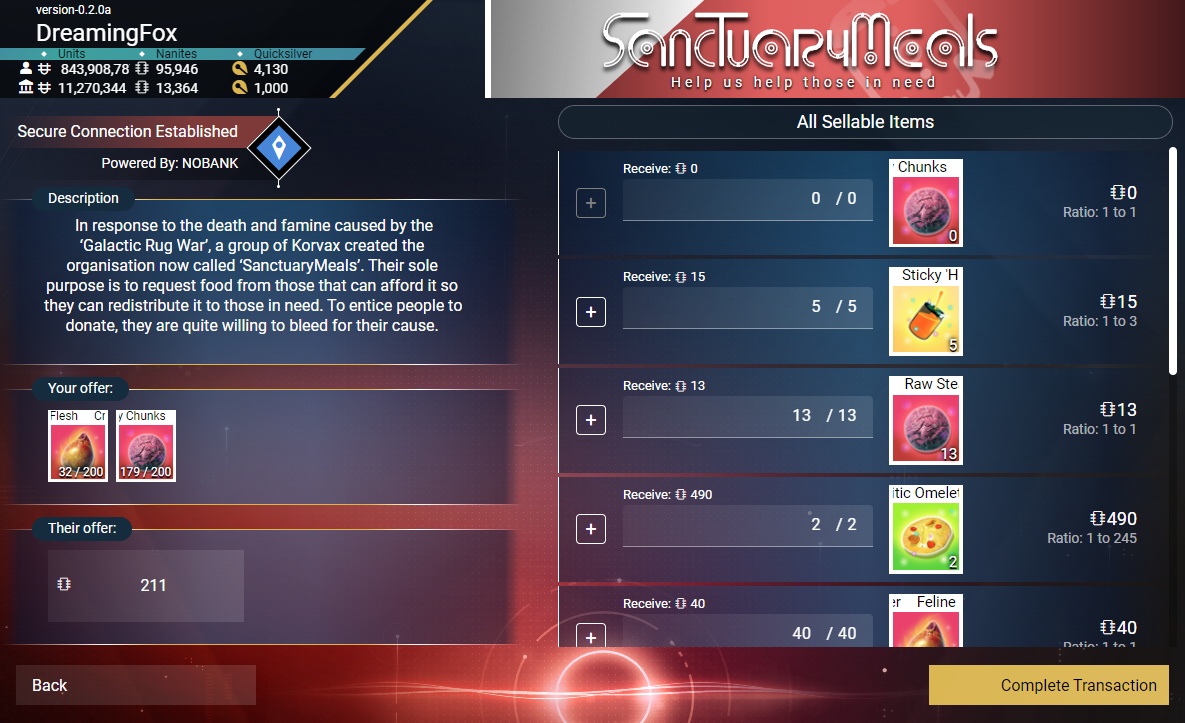 version-0.2.0a
DreamingFox
Units Nanites Quicksilver
843,908,78 95,946 4,130
11,270,344 13,364 1,000
SanctuaryMeals
Help us help those in need
Secure Connection Established
Powered By: NOBANK
Description
In response to the death and famine caused by the
‘Galactic Rug War’, a group of Korvax created the
organisation now called ‘SanctuaryMeals’. Their sole
purpose is to request food from those that can afford it so
they can redistribute it to those in need. To entice people to
donate, they are quite willing to bleed for their cause.
Your offer:
Flesh Cr
32 / 200
y Chunks
179 / 200
Their offer:
211
Back
All Sellable Items
Receive: 0
0 / 0
Chunks
0
0
Ratio: 1 to 1
Receive: 15
5 / 5
Sticky 'H
5
15
Ratio: 1 to 3
Receive: 13
13 / 13
Raw Ste
13
13
Ratio: 1 to 1
Receive: 490
2 / 2
itic Omelet
2
490
Ratio: 1 to 245
Receive: 40
40 / 40
er Feline
40
Ratio: 1 to 1
Complete Transaction